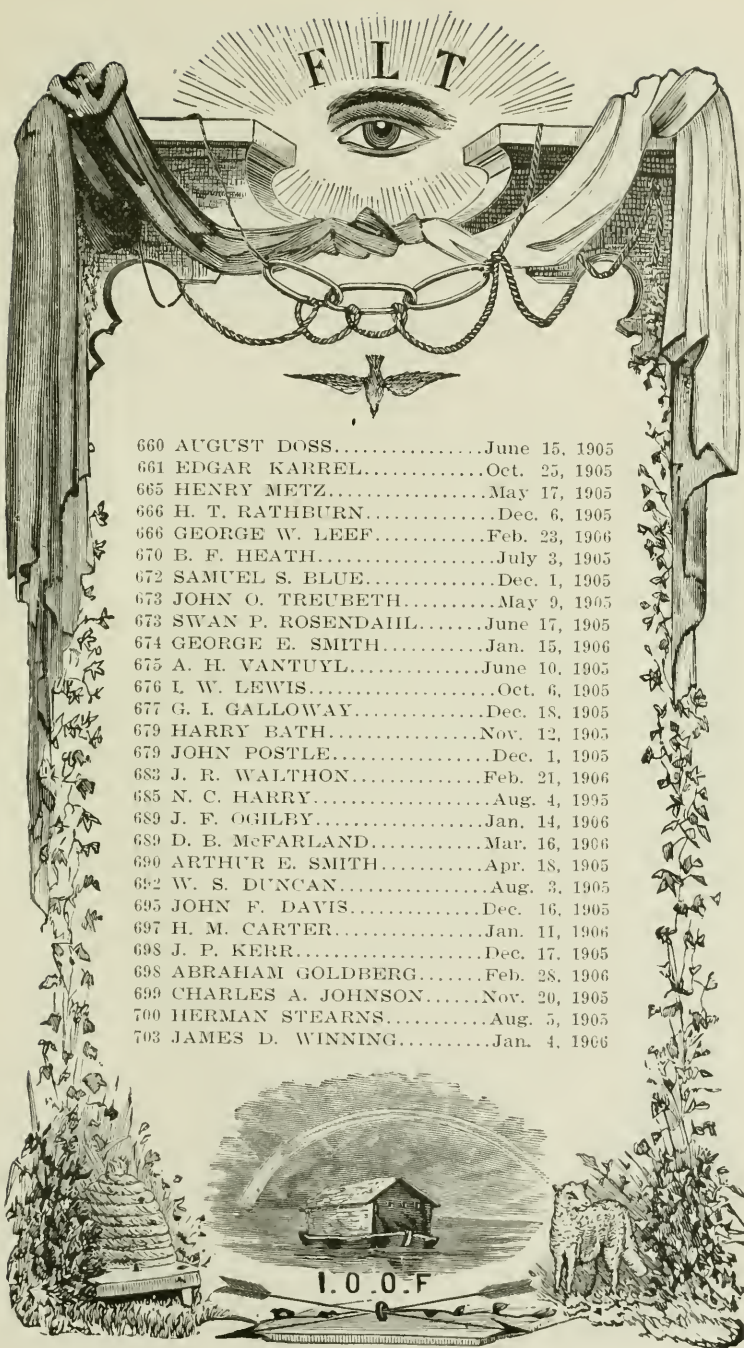 F L T
660 AUGUST DOSS................June 15, 1905
661 EDGAR KARREL.............Oct. 25, 1905
665 HENRY METZ.................May 17, 1905
666 H. T. RATHBURN..............Dec. 6, 1905
666 GEORGE W. LEEF............Feb. 23, 1906
670 B. F. HEATH...................July 3, 1905
672 SAMUEL S. BLUE..............Dec. 1, 1905
673 JOHN O. TREUBETH..........May 9, 1905
673 SWAN P. ROSENDAHL.......June 17, 1905
674 GEORGE E. SMITH...........Jan. 15, 1906
675 A. H. VANTUYL..............June 10, 1905
676 I. W. LEWIS....................Oct. 6, 1905
677 G. I. GALLOWAY..............Dec. 18, 1905
679 HARRY BATH................Nov. 12, 1905
679 JOHN POSTLE.................Dec. 1, 1905
683 J. R. WALTHON..............Feb. 21, 1906
685 N. C. HARRY..................Aug. 4, 1995
689 J. F. OGILBY.................Jan. 14, 1906
689 D. B. McFARLAND............Mar. 16, 1906
690 ARTHUR E. SMITH...........Apr. 18, 1905
692 W. S. DUNCAN................Aug. 3, 1905
695 JOHN F. DAVIS...............Dec. 16, 1905
697 H. M. CARTER................Jan. 11, 1906
698 J. P. KERR....................Dec. 17, 1905
698 ABRAHAM GOLDBERG.......Feb. 28, 1906
699 CHARLES A. JOHNSON......Nov. 20, 1905
700 HERMAN STEARNS...........Aug. 5, 1905
703 JAMES D. WINNING..........Jan. 4, 1906
I.O.O.F